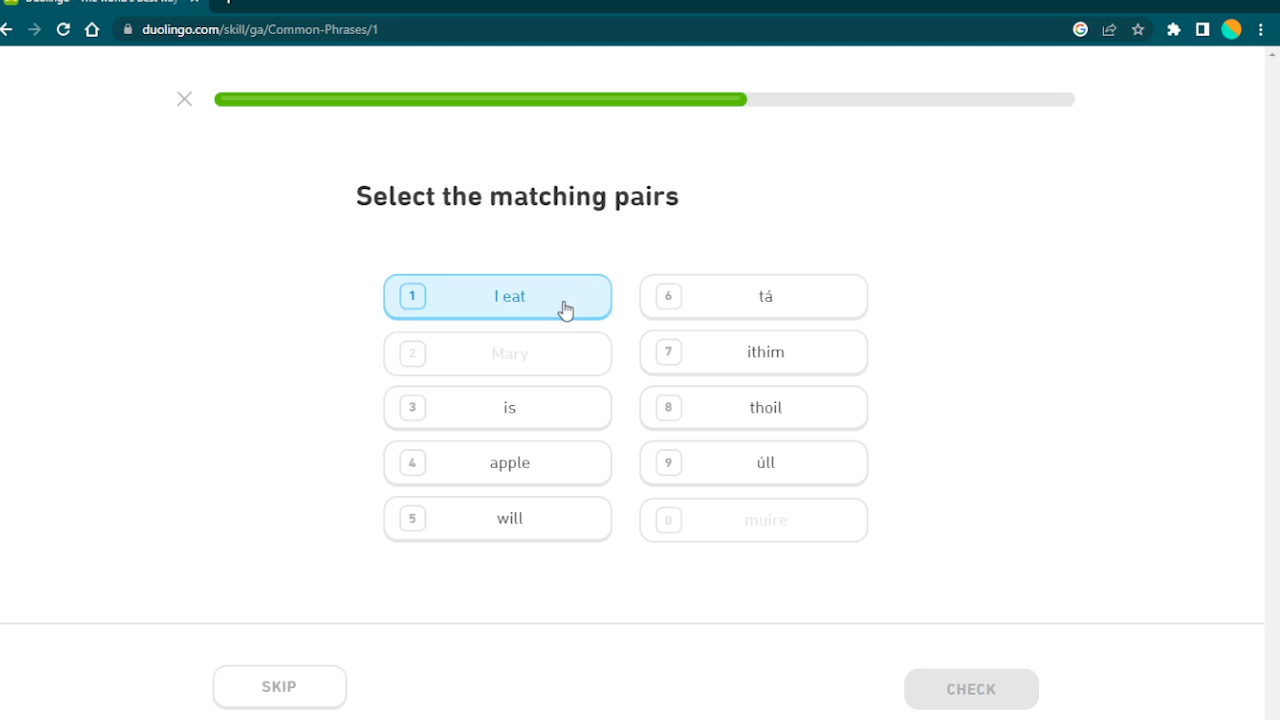 duolingo.com/skill/ga/Common-Phrases/1
Select the matching pairs
1 I eat
6 tá
2 Mary
7 ithim
3 is
8 thoil
4 apple
9 úll
5 will
0 muire
SKIP
CHECK